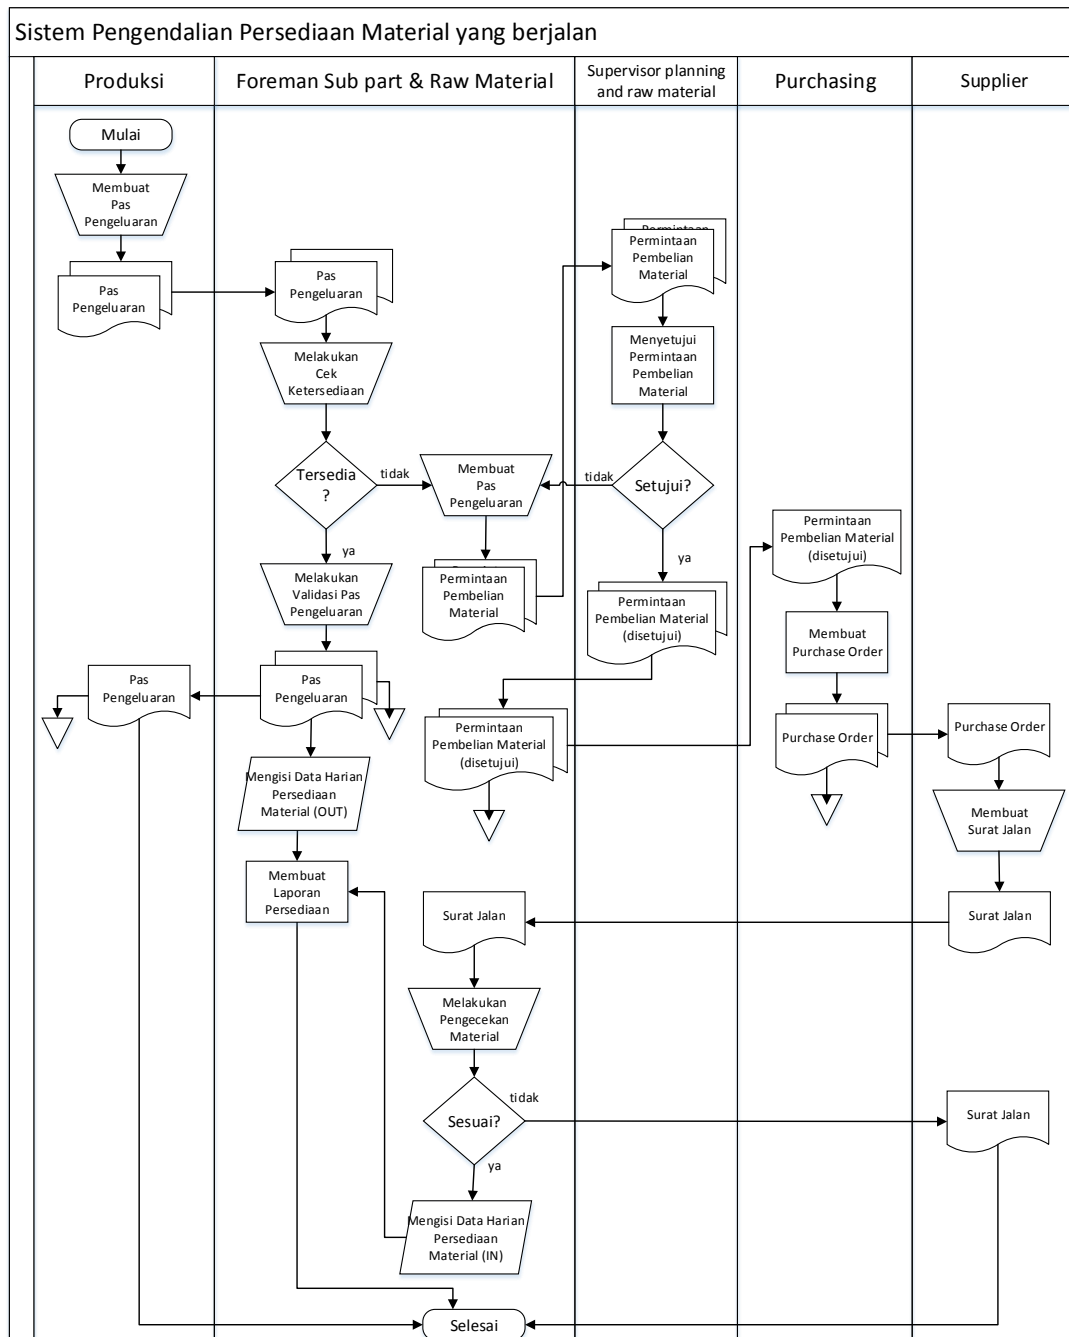 Sistem Pengendalian Persediaan Material yang berjalan
Produksi
Foreman Sub part & Raw Material
Supervisor planning
and raw material
Purchasing
Supplier
Mulai
Membuat
Pas
Pengeluaran
Pas
Pengeluaran
Pas
Pengeluaran
Melakukan
Cek
Ketersediaan
Tersedia
?
tidak
ya
Membuat
Pas
Pengeluaran
Permintaan
Pembelian
Material
Permintaan
Permintaan
Pembelian
Material
Menyetujui
Permintaan
Pembelian
Material
Setujui?
tidak
ya
Permintaan
Pembelian Material
(disetujui)
Melakukan
Validasi Pas
Pengeluaran
Pas
Pengeluaran
Pas
Pengeluaran
Permintaan
Pembelian Material
(disetujui)
Permintaan
Pembelian Material
(disetujui)
Membuat
Purchase Order
Purchase Order
Purchase Order
Membuat
Surat Jalan
Surat Jalan
Mengisi Data Harian
Persediaan
Material (OUT)
Membuat
Laporan
Persediaan
Surat Jalan
Melakukan
Pengecekan
Material
Sesuai?
tidak
ya
Surat Jalan
Mengisi Data Harian
Persediaan
Material (IN)
Selesai